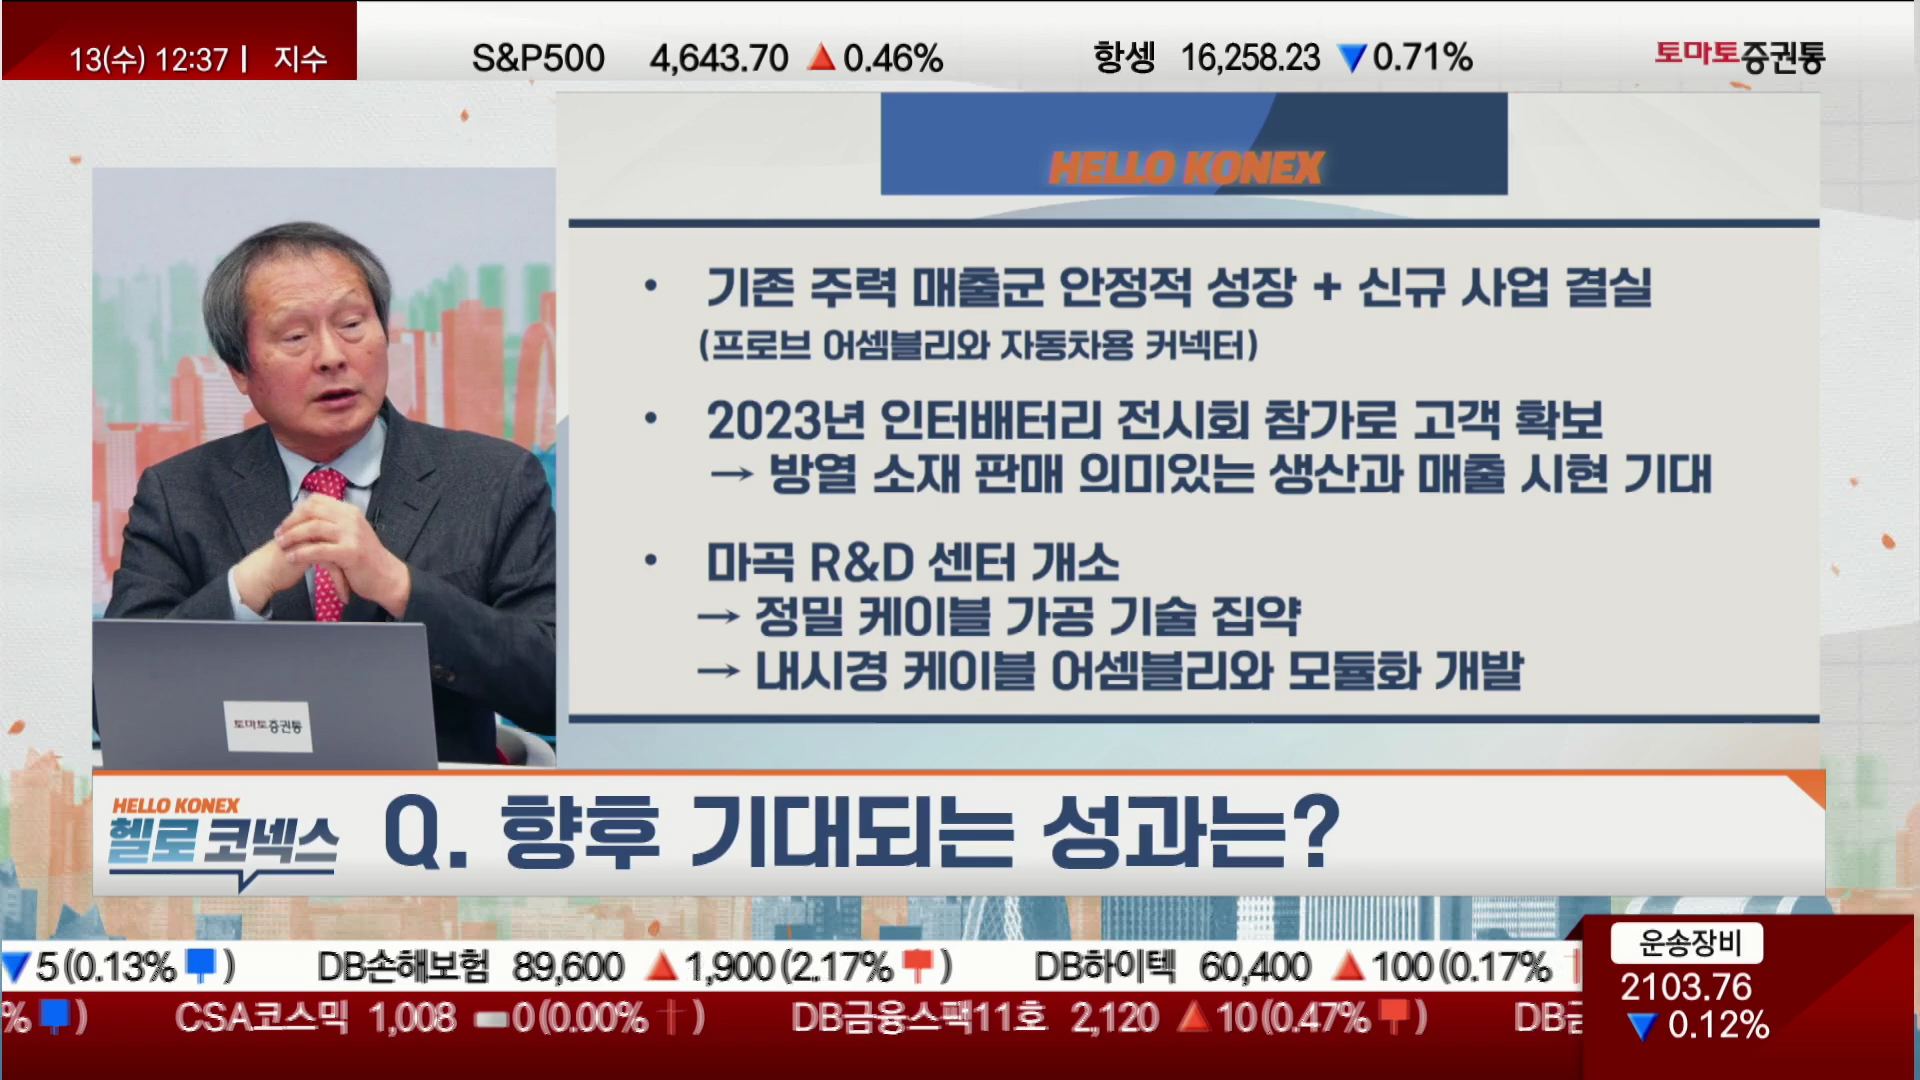 13(수) 12:37 | 지수
S&P500 4,643.70 ▲ 0.46%
항셍 16,258.23 ▼ 0.71%
토마토증권통
HELLO KONEX
• 기존 주력 매출군 안정적 성장 + 신규 사업 결실
(프로브 어셈블리와 자동차용 커넥터)
• 2023년 인터배터리 전시회 참가로 고객 확보
→ 방열 소재 판매 의미있는 생산과 매출 시현 기대
• 마곡 R&D 센터 개소
→ 정밀 케이블 가공 기술 집약
→ 내시경 케이블 어셈블리와 모듈화 개발
토마토증권통
HELLO KONEX
헬로 코넥스
Q. 향후 기대되는 성과는?
▼5(0.13% ) DB손해보험 89,600 ▲1,900(2.17% ) DB하이텍 60,400 ▲100(0.17%
% ) CSA코스믹 1,008 0(0.00% ) DB금융스팩11호 2,120 ▲10(0.47% )
운송장비
2103.76
▼ 0.12%